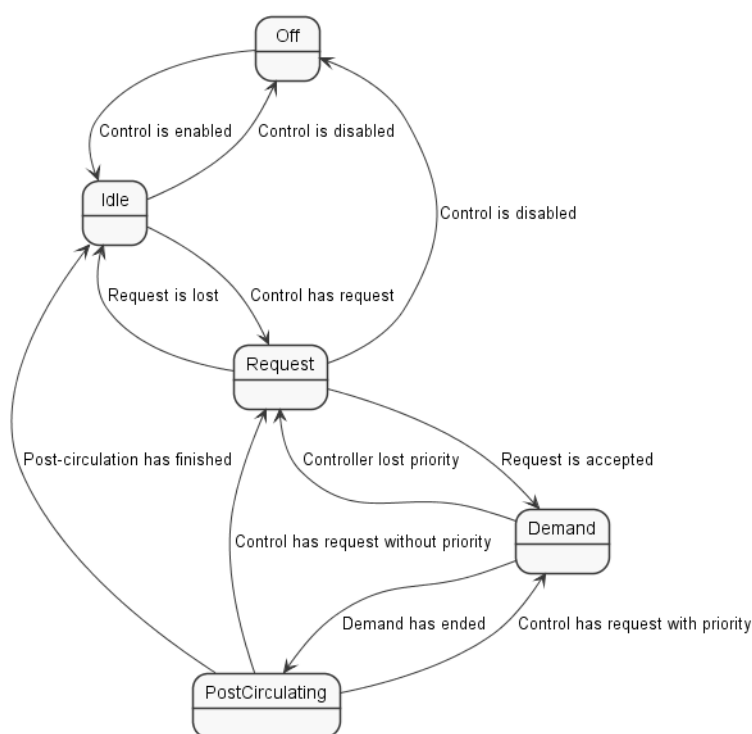 Off
Control is enabled
Control is disabled
Idle
Control is disabled
Request is lost
Control has request
Request
Post-circulation has finished
Controller lost priority
Request is accepted
Demand
Control has request without priority
Demand has ended
Control has request with priority
PostCirculating